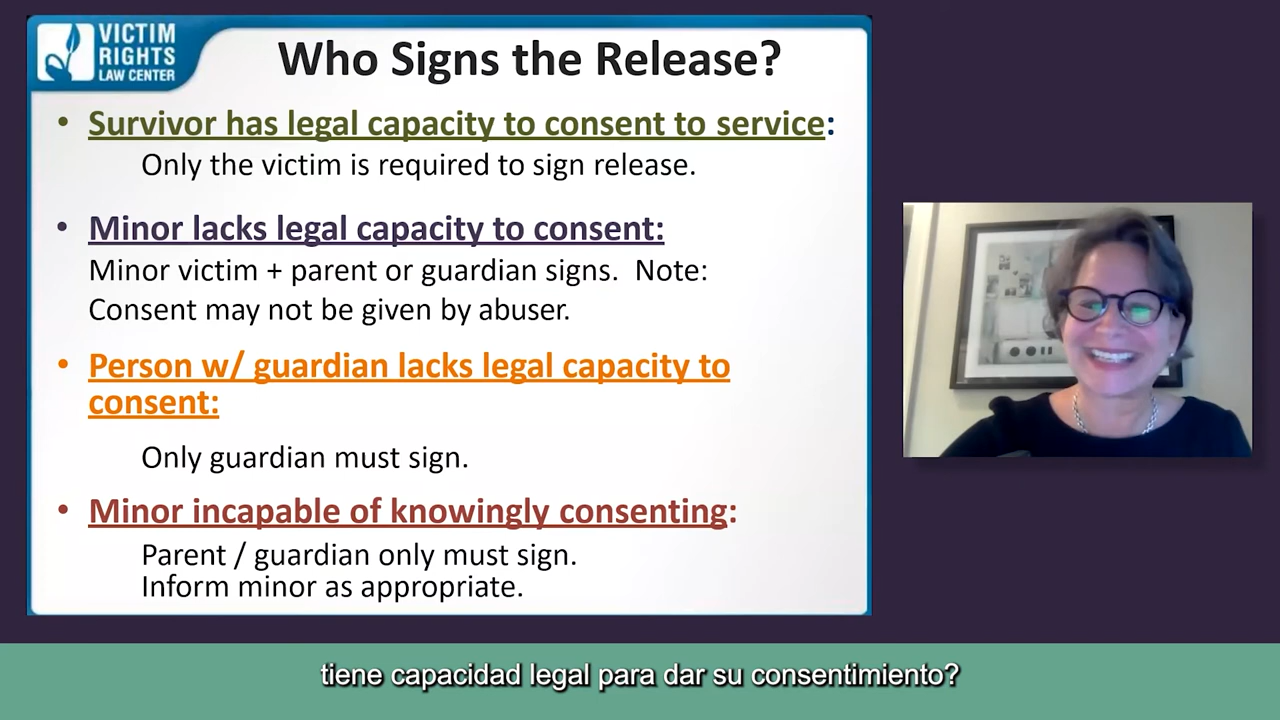 VICTIM
RIGHTS
LAW CENTER
Who Signs the Release?
• Survivor has legal capacity to consent to service:
Only the victim is required to sign release.
• Minor lacks legal capacity to consent:
Minor victim + parent or guardian signs. Note:
Consent may not be given by abuser.
• Person w/ guardian lacks legal capacity to
consent:
Only guardian must sign.
• Minor incapable of knowingly consenting:
Parent / guardian only must sign.
Inform minor as appropriate.
tiene capacidad legal para dar su consentimiento?